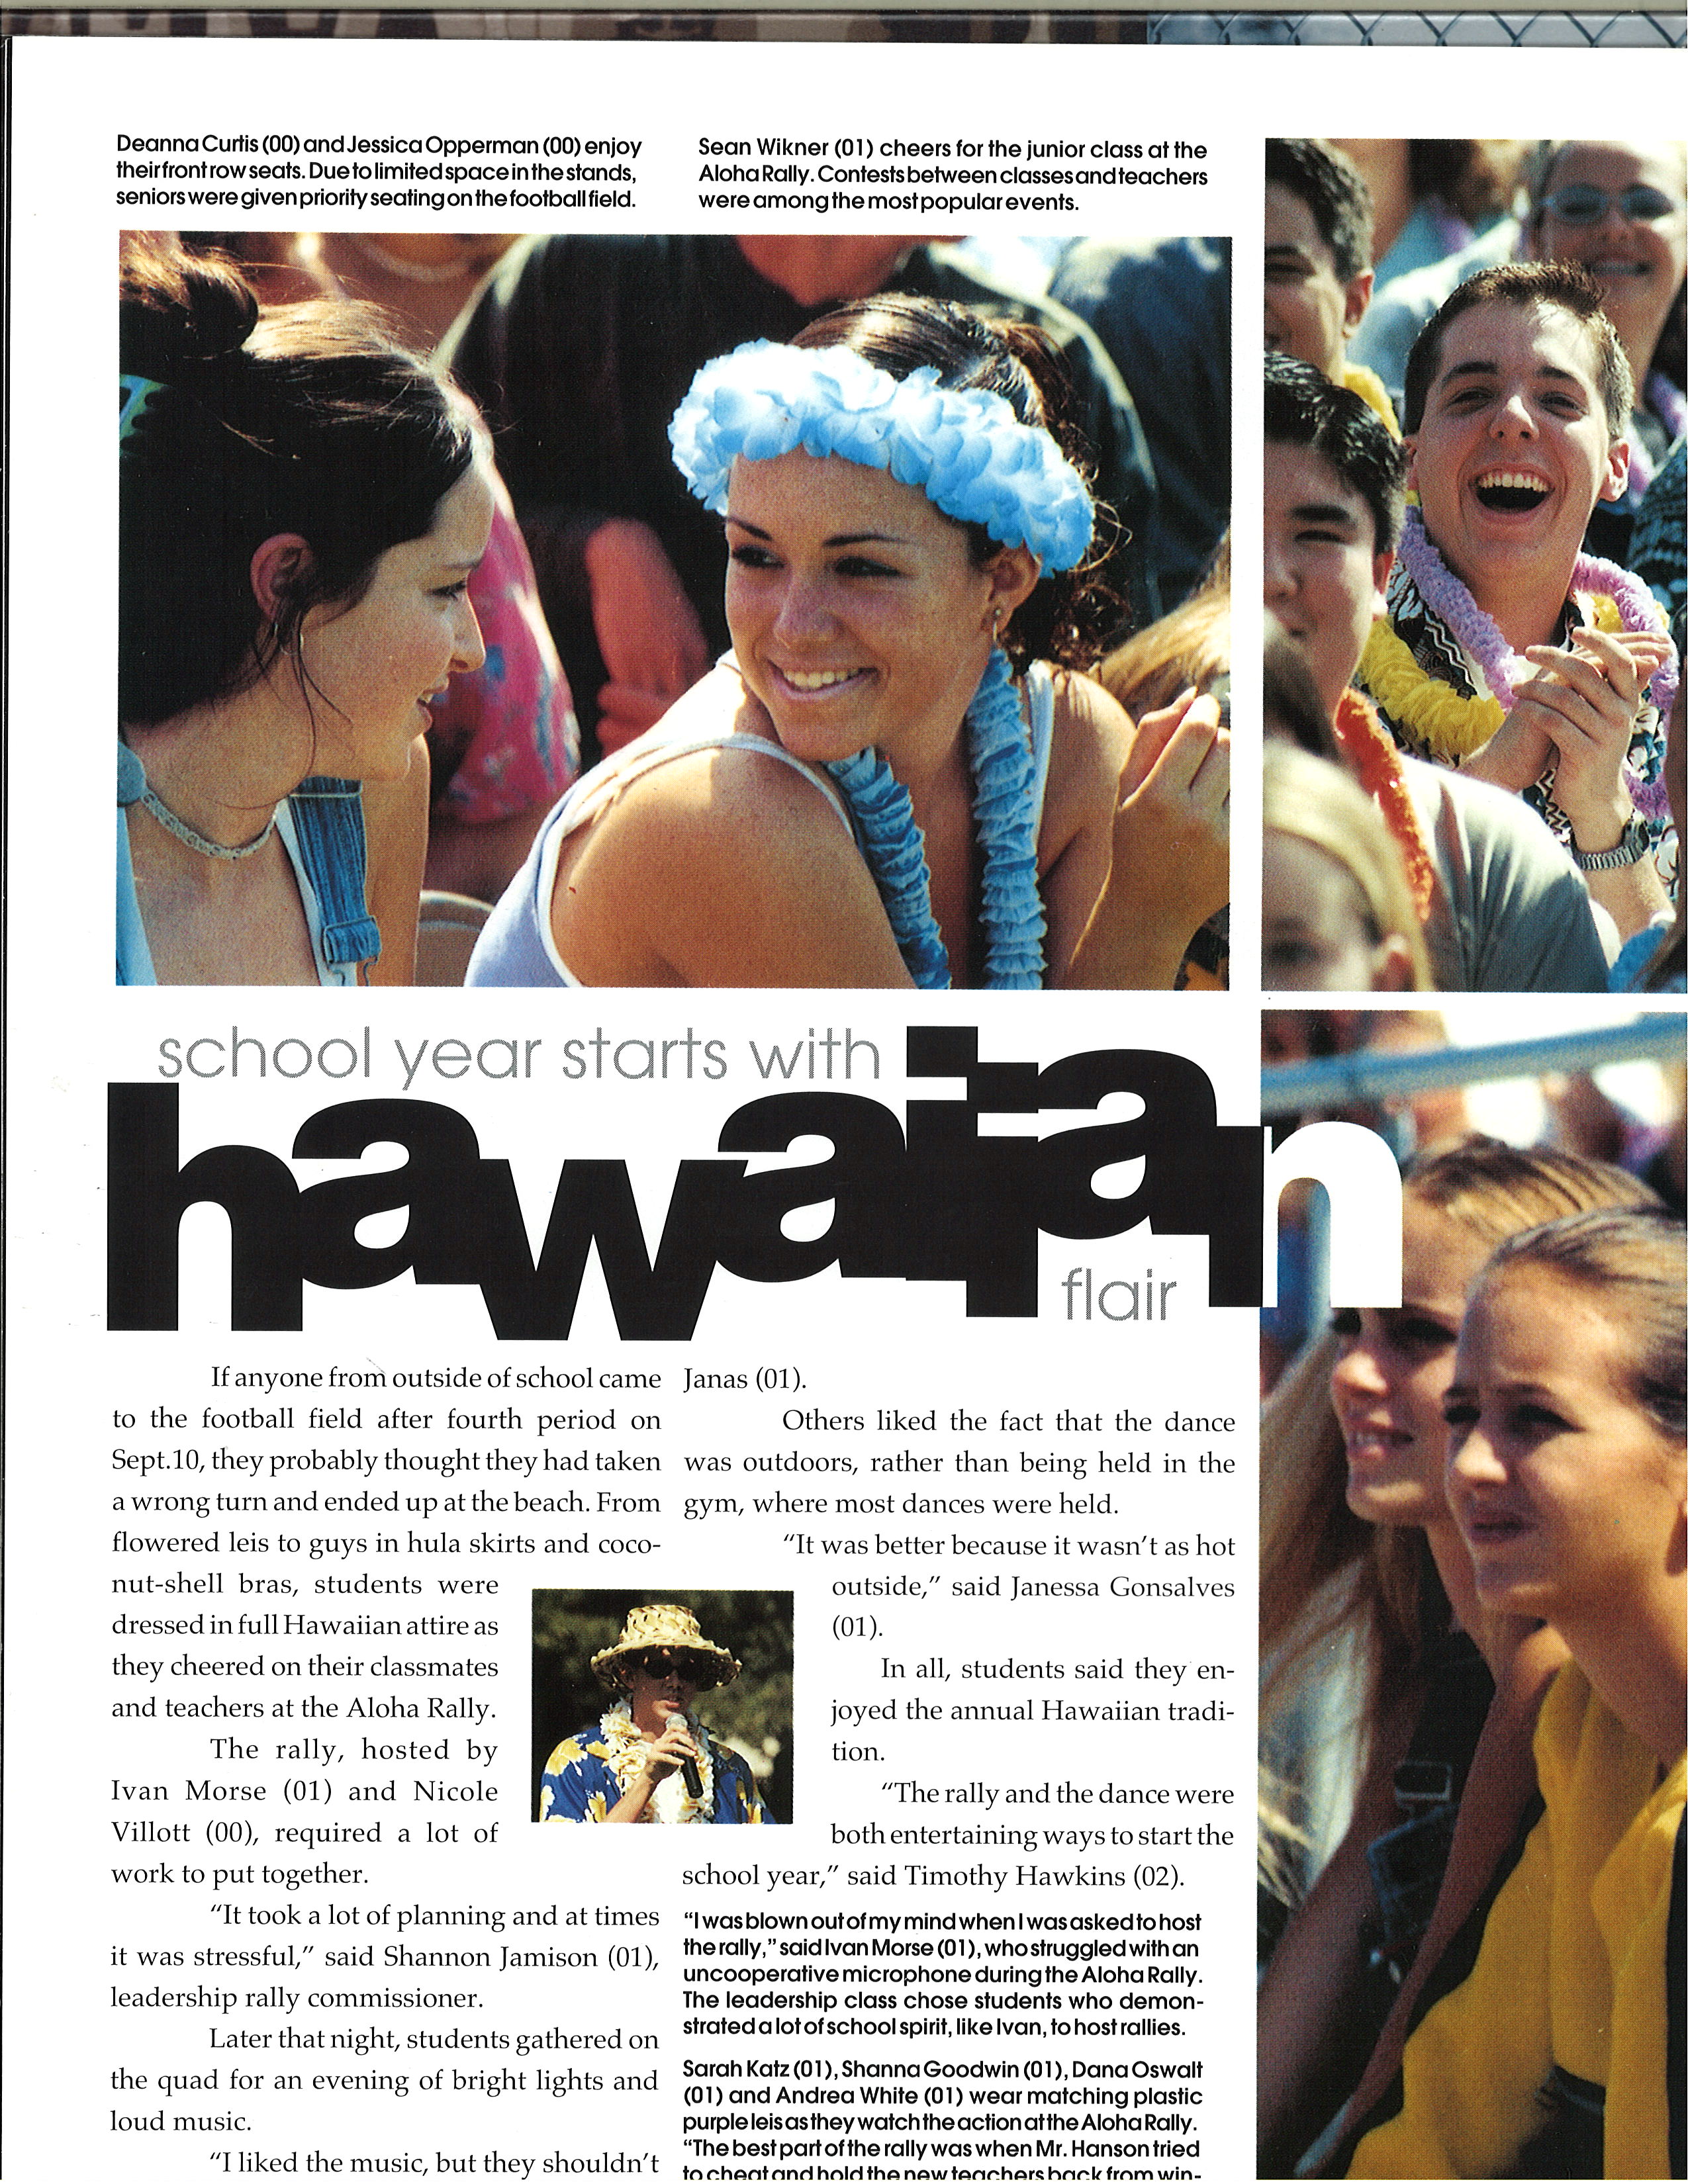 Deanna Curtis (00) and Jessica Opperman (00) enjoy
their front row seats. Due to limited space in the stands,
seniors were given priority seating on the football field.
Sean Wikner (01) cheers for the junior class at the
Aloha Rally. Contests between classes and teachers
were among the most popular events.
school year starts with
hawaiian
flair
If anyone from outside of school came
to the football field after fourth period on
Sept.10, they probably thought they had taken
a wrong turn and ended up at the beach. From
flowered leis to guys in hula skirts and coco-
nut-shell bras, students were
dressed in full Hawaiian attire as
they cheered on their classmates
and teachers at the Aloha Rally.
The rally, hosted by
Ivan Morse (01) and Nicole
Villott (00), required a lot of
work to put together.
“It took a lot of planning and at times
it was stressful,” said Shannon Jamison (01),
leadership rally commissioner.
Later that night, students gathered on
the quad for an evening of bright lights and
loud music.
“I liked the music, but they shouldn’t
Janas (01).
Others liked the fact that the dance
was outdoors, rather than being held in the
gym, where most dances were held.
“It was better because it wasn’t as hot
outside,” said Janessa Gonsalves
(01).
In all, students said they en-
joyed the annual Hawaiian tradi-
tion.
“The rally and the dance were
both entertaining ways to start the
school year,” said Timothy Hawkins (02).
“I was blown out of my mind when I was asked to host
the rally,” said Ivan Morse (01), who struggled with an
uncooperative microphone during the Aloha Rally.
The leadership class chose students who demon-
strated a lot of school spirit, like Ivan, to host rallies.
Sarah Katz (01), Shanna Goodwin (01), Dana Oswalt
(01) and Andrea White (01) wear matching plastic
purple leis as they watch the action at the Aloha Rally.
“The best part of the rally was when Mr. Hanson tried
to cheat and hold the new teachers back from win-